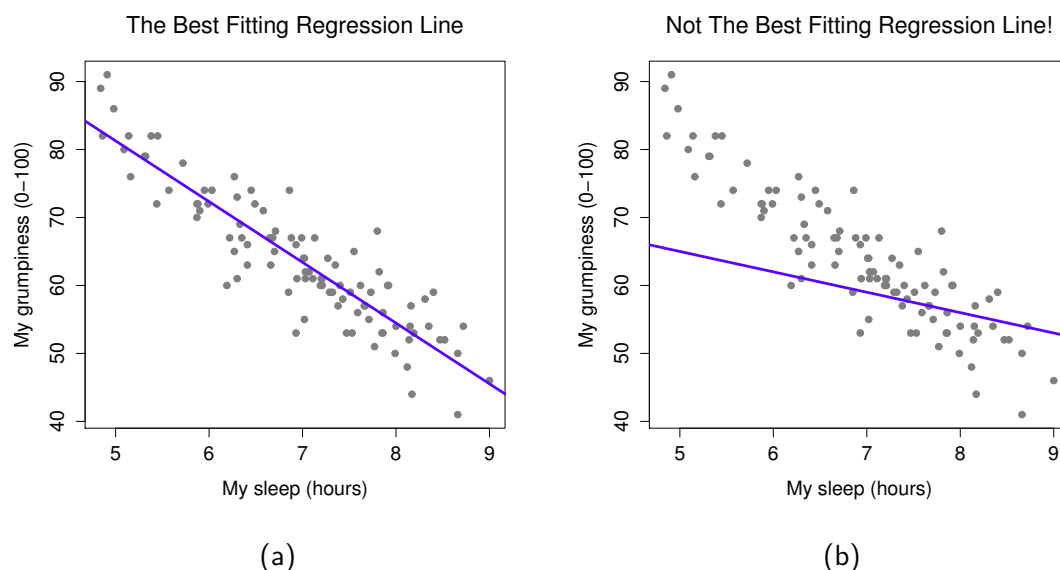 The Best Fitting Regression Line
90
80
70
60
50
40
My grumpiness (0−100)
5 6 7 8 9
My sleep (hours)
(a)
Not The Best Fitting Regression Line!
90
80
70
60
50
40
My grumpiness (0−100)
5 6 7 8 9
My sleep (hours)
(b)